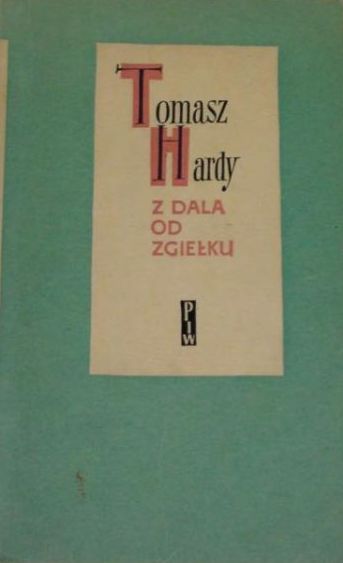 Tomasz
Hardy
Z DALA
OD
ZGIEŁKU
PIW